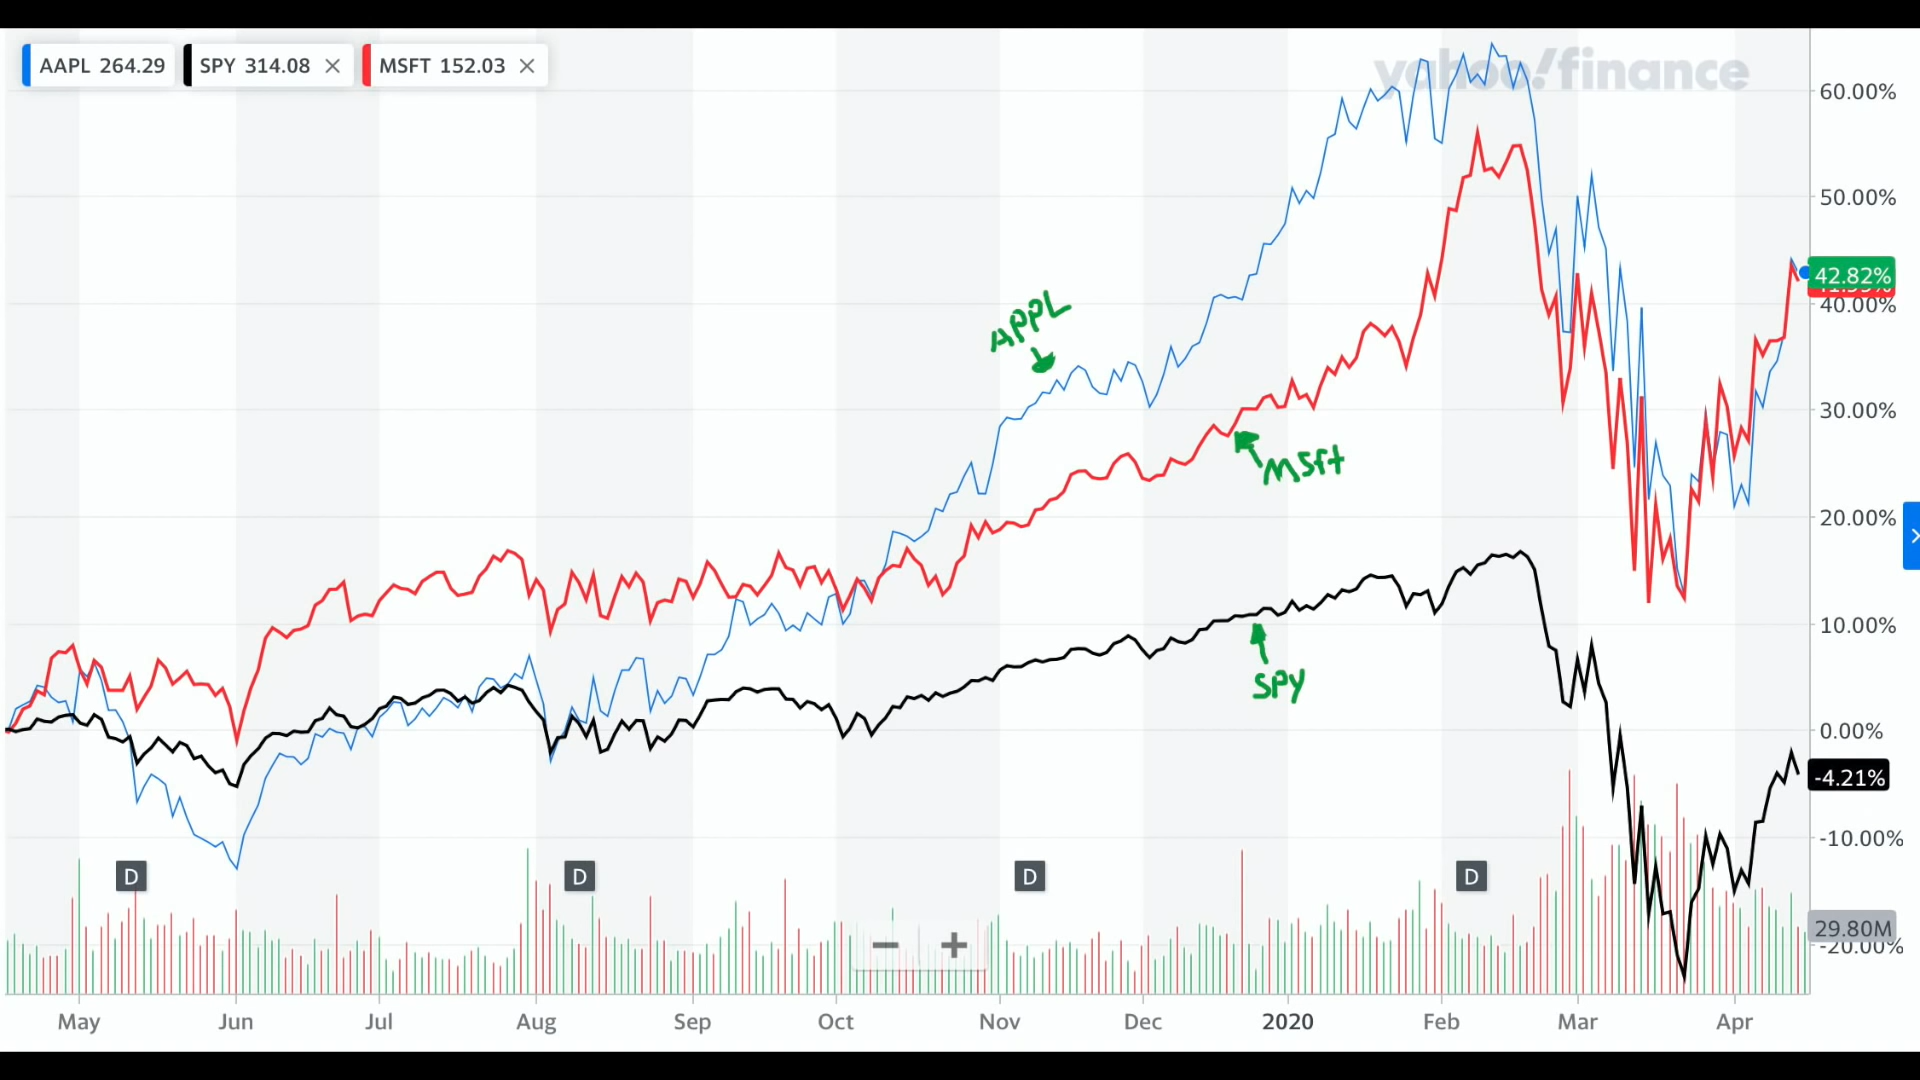 AAPL 264.29
SPY 314.08 ×
MSFT 152.03 ×
yahoo!finance
60.00%
50.00%
42.82%
40.00%
30.00%
20.00%
10.00%
0.00%
-4.21%
-10.00%
29.80M
-20.00%
APPL
MSft
SPY
D
D
D
D
May
Jun
Jul
Aug
Sep
Oct
Nov
Dec
2020
Feb
Mar
Apr